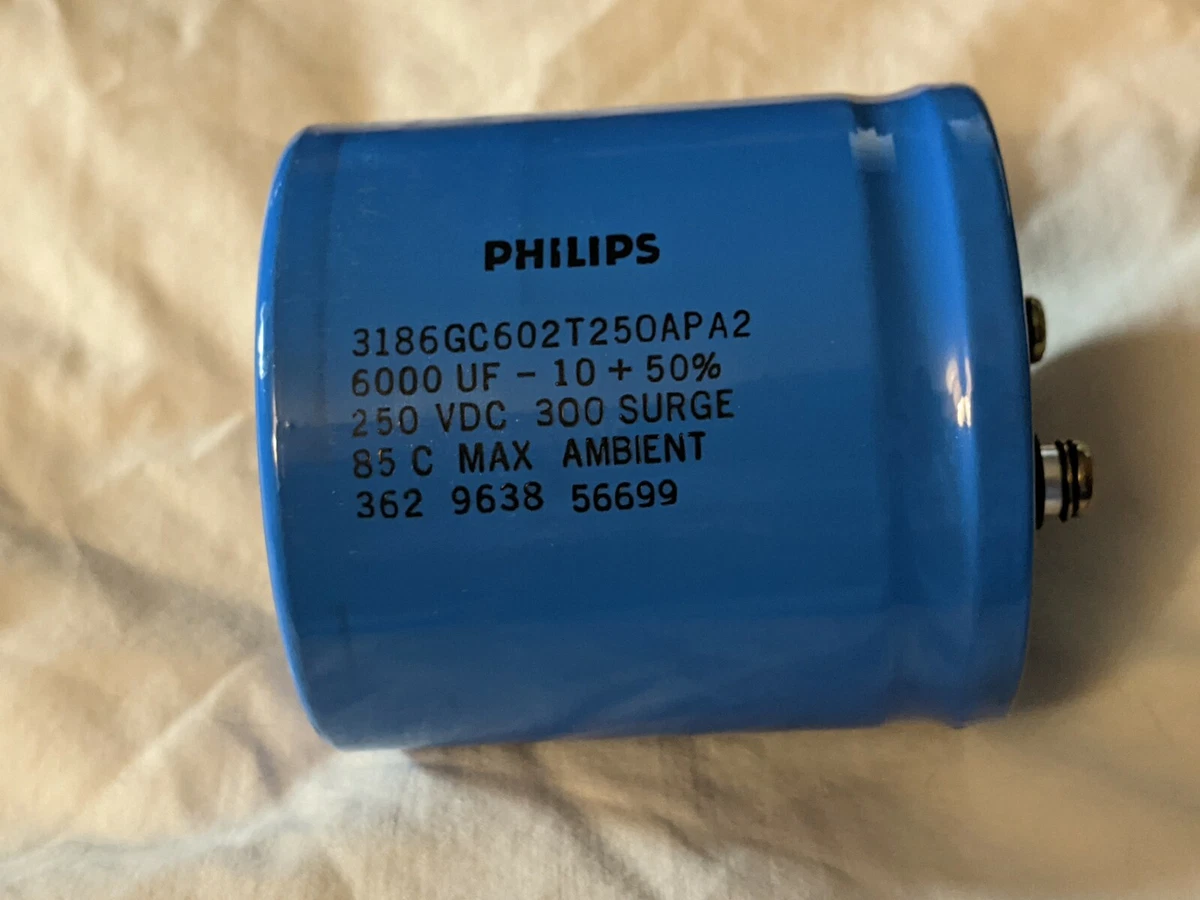 PHILIPS
3186GC602T250APA2
6000 UF - 10 + 50%
250 VDC 300 SURGE
85 C MAX AMBIENT
362 9638 56699